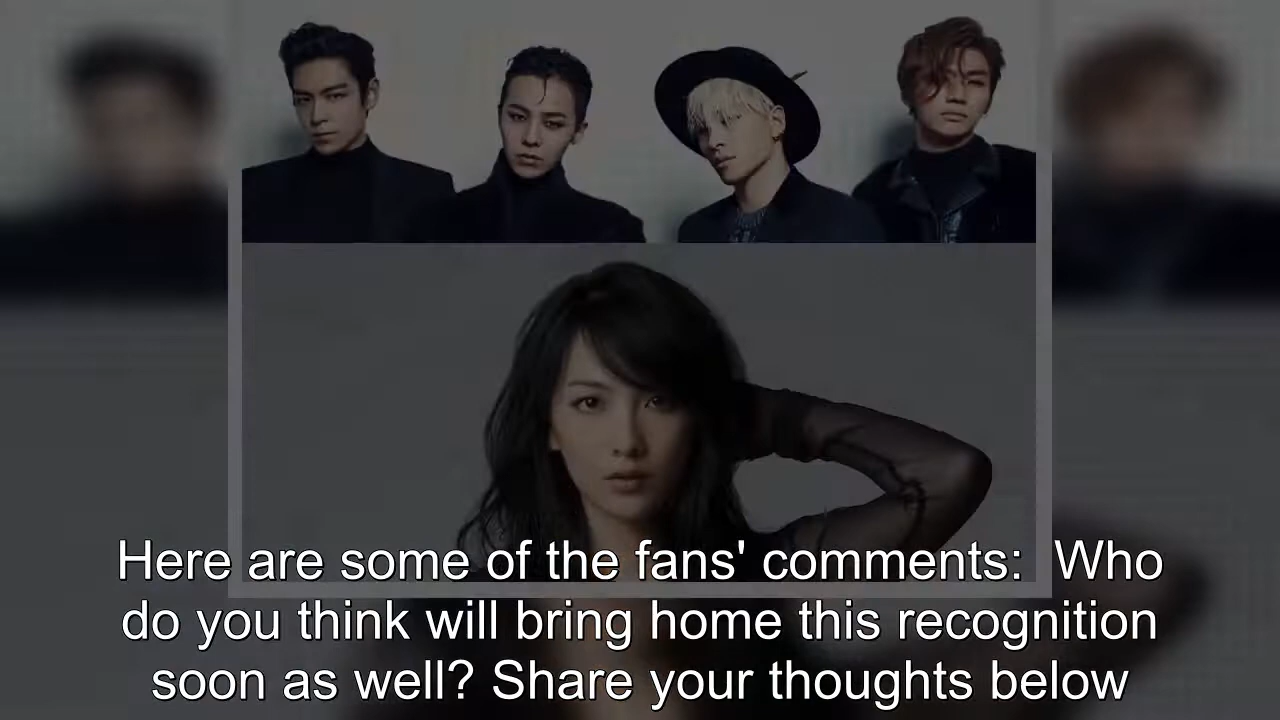 Here are some of the fans' comments:  Who
do you think will bring home this recognition
soon as well? Share your thoughts below